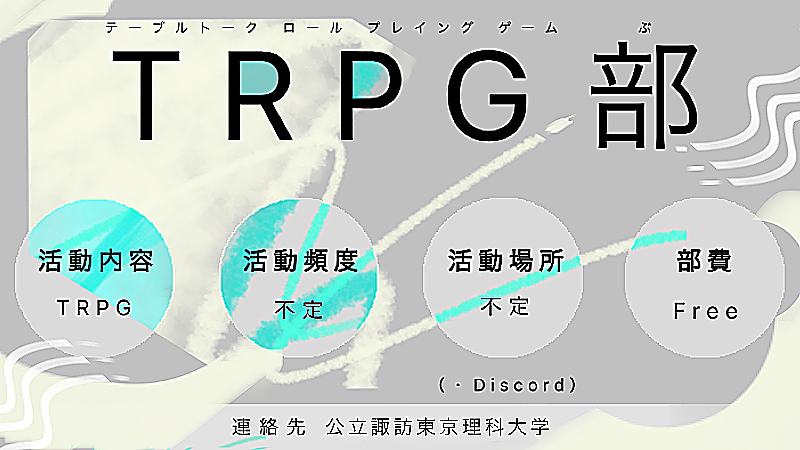 テーブルトーク ロール プレイング ゲーム ぶ
TRPG部
活動内容
TRPG
活動頻度
不定
活動場所
不定
(・Discord)
部費
Free
連絡先 公立諏訪東京理科大学